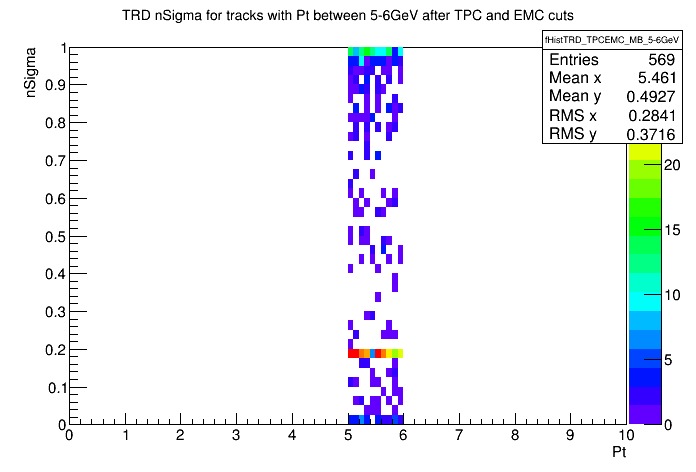 TRD nSigma for tracks with Pt between 5-6GeV after TPC and EMC cuts
fHistTRD_TPCEMC_MB_5-6GeV
Entries 569
Mean x 5.461
Mean y 0.4927
RMS x 0.2841
RMS y 0.3716
nSigma
1
0.9
0.8
0.7
0.6
0.5
0.4
0.3
0.2
0.1
0
0 1 2 3 4 5 6 7 8 9 10
Pt
20
15
10
5
0